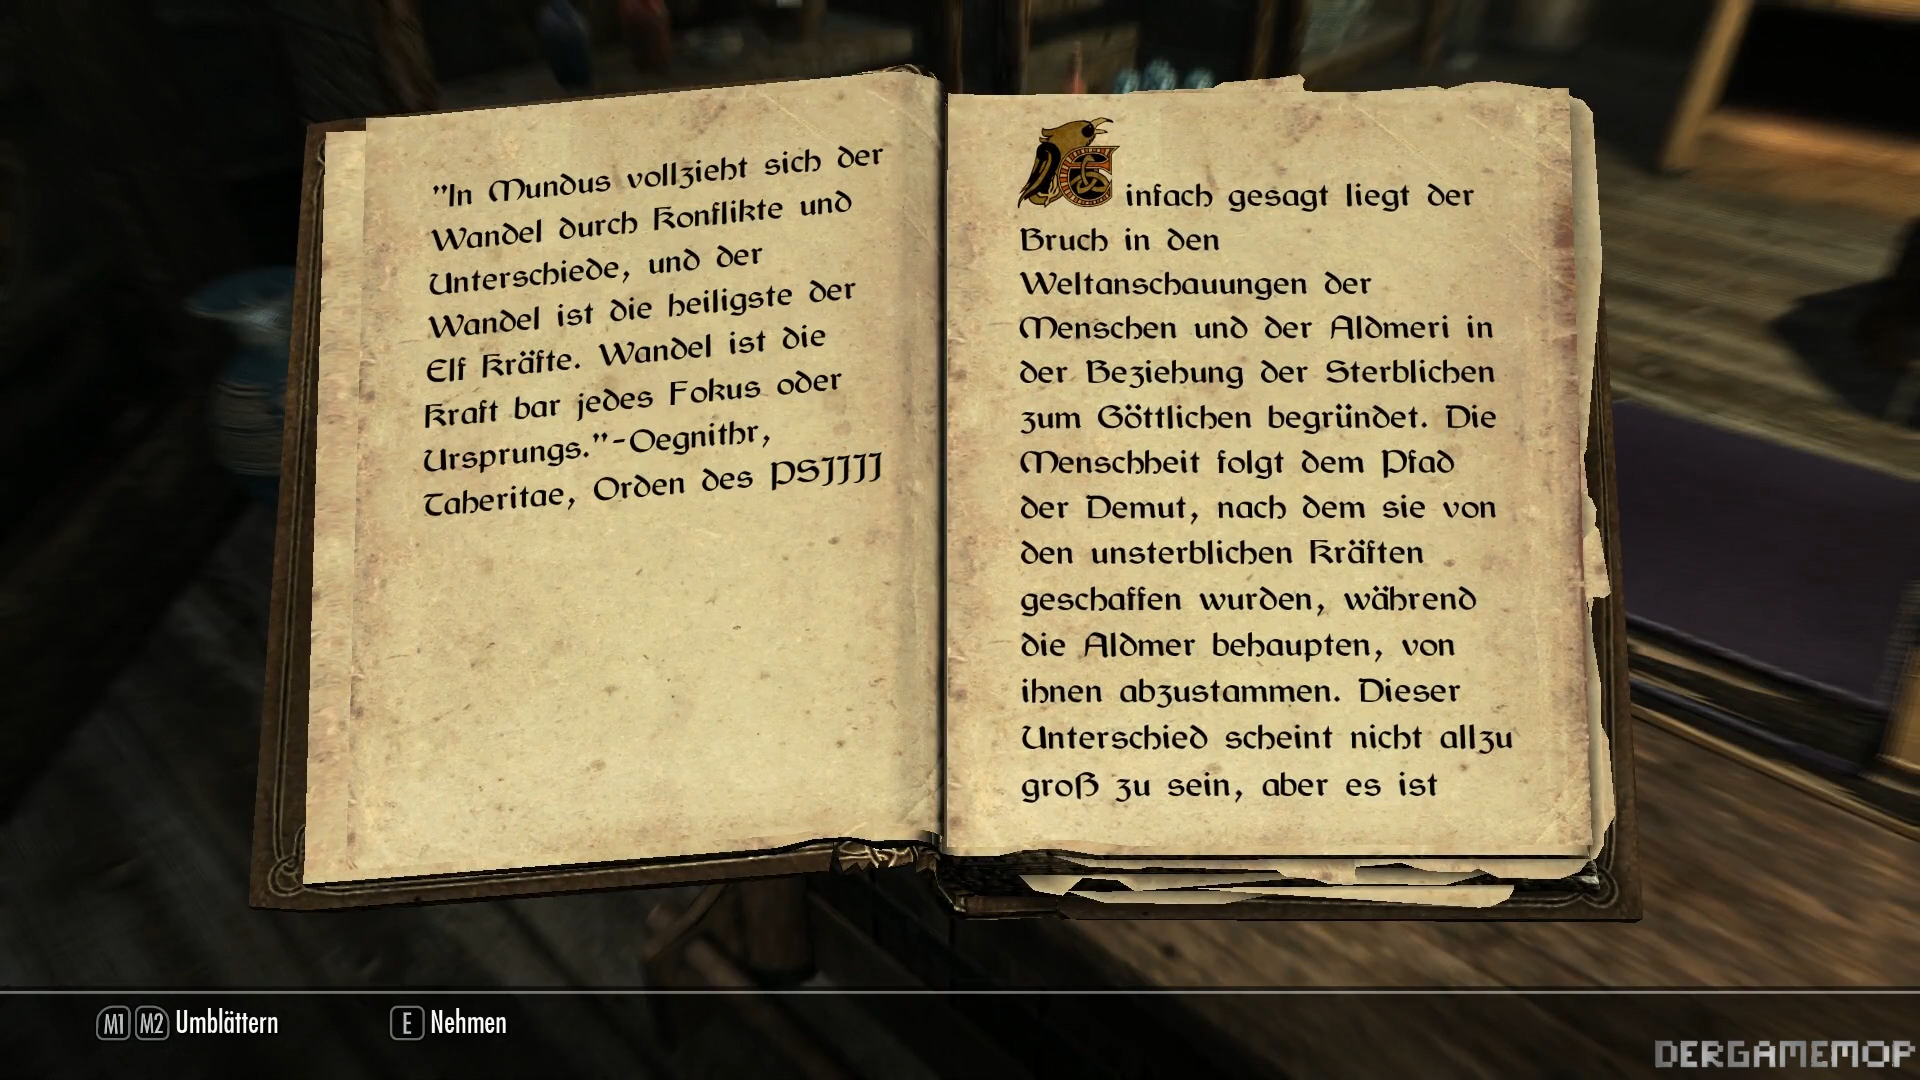 "In Mundus vollzieht sich der
Wandel durch Konflikte und
Unterschiede, und der
Wandel ist die heiligste der
Elf Kräfte. Wandel ist die
Kraft bar jedes Fokus oder
Ursprungs."-Oegnithr,
Taheritae, Orden des PSJJJJ
Einfach gesagt liegt der
Bruch in den
Weltanschauungen der
Menschen und der Aldmeri in
der Beziehung der Sterblichen
zum Göttlichen begründet. Die
Menschheit folgt dem Pfad
der Demut, nach dem sie von
den unsterblichen Kräften
geschaffen wurden, während
die Aldmer behaupten, von
ihnen abzustammen. Dieser
Unterschied scheint nicht allzu
groß zu sein, aber es ist
M1 M2 Umblättern
E Nehmen
DERGAMEMOP